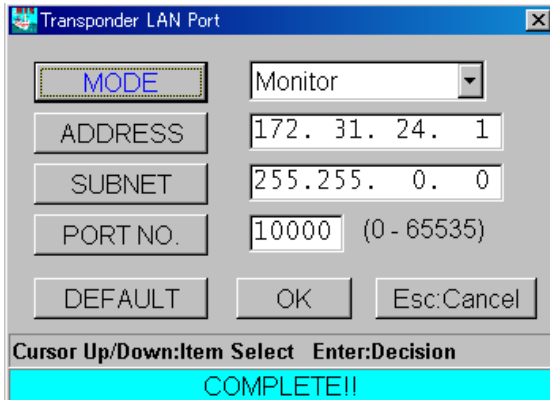 Transponder LAN Port
MODE Monitor
ADDRESS 172. 31. 24. 1
SUBNET 255.255. 0. 0
PORT NO. 10000 (0 - 65535)
DEFAULT OK Esc:Cancel
Cursor Up/Down:Item Select Enter:Decision
COMPLETE!!